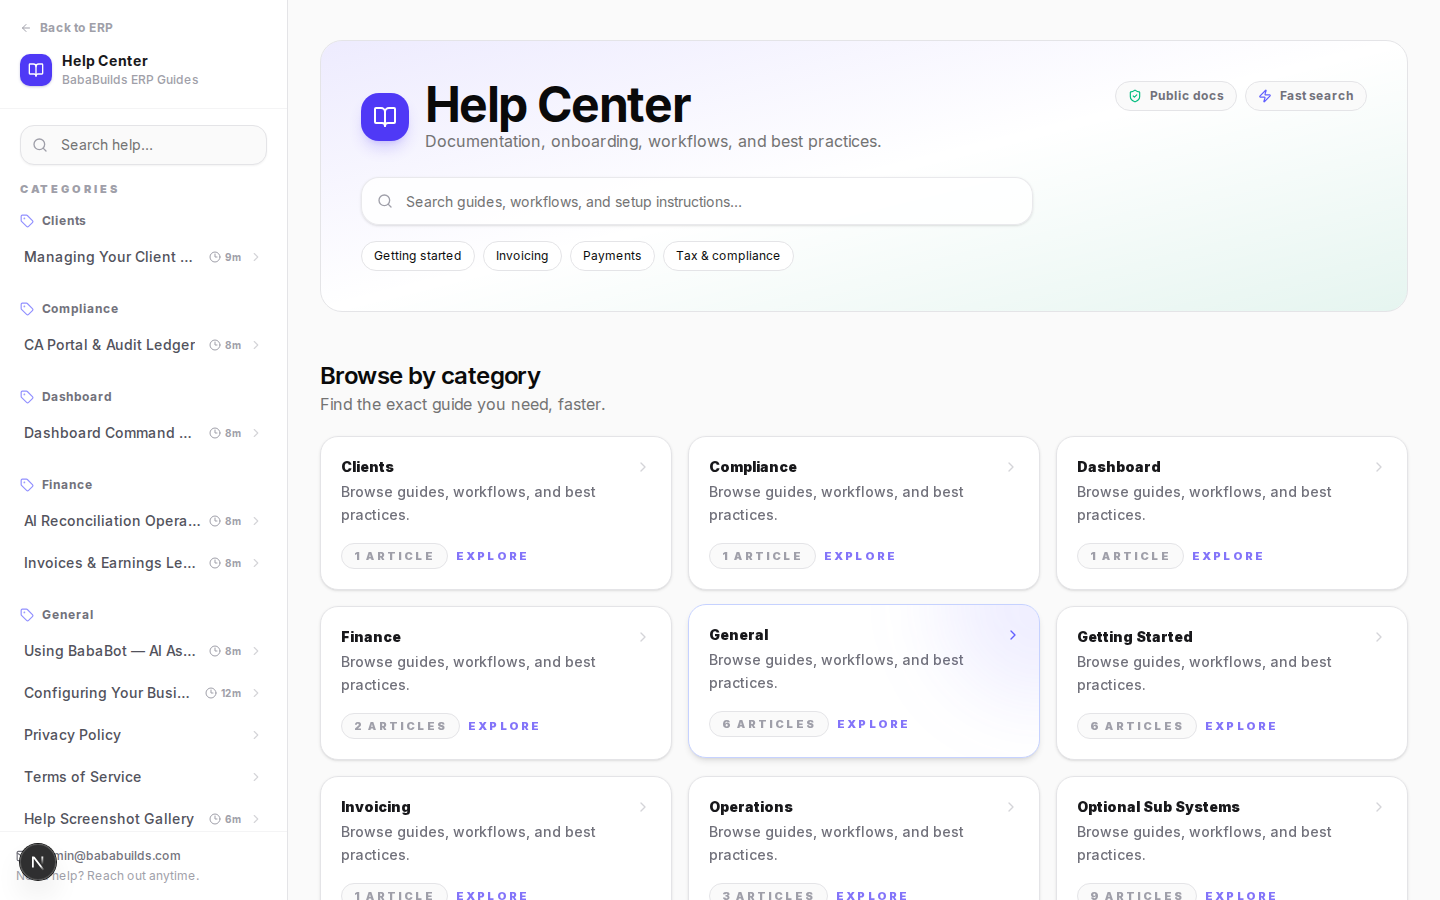 Back to ERP
Help Center
BabaBuilds ERP Guides
Search help...
CATEGORIES
Clients
Managing Your Client ... 9m
Compliance
CA Portal & Audit Ledger 8m
Dashboard
Dashboard Command ... 8m
Finance
AI Reconciliation Opera... 8m
Invoices & Earnings Le... 8m
General
Using BabaBot — AI As... 8m
Configuring Your Busi... 12m
Privacy Policy
Terms of Service
Help Screenshot Gallery 6m
min@bababuilds.com
help? Reach out anytime.
N
Help Center
Documentation, onboarding, workflows, and best practices.
Public docs
Fast search
Search guides, workflows, and setup instructions...
Getting started Invoicing Payments Tax & compliance
Browse by category
Find the exact guide you need, faster.
Clients
Browse guides, workflows, and best
practices.
1 ARTICLE EXPLORE
Compliance
Browse guides, workflows, and best
practices.
1 ARTICLE EXPLORE
Dashboard
Browse guides, workflows, and best
practices.
1 ARTICLE EXPLORE
Finance
Browse guides, workflows, and best
practices.
2 ARTICLES EXPLORE
General
Browse guides, workflows, and best
practices.
6 ARTICLES EXPLORE
Getting Started
Browse guides, workflows, and best
practices.
6 ARTICLES EXPLORE
Invoicing
Browse guides, workflows, and best
practices.
1 ARTICLE EXPLORE
Operations
Browse guides, workflows, and best
practices.
3 ARTICLES EXPLORE
Optional Sub Systems
Browse guides, workflows, and best
practices.
9 ARTICLES EXPLORE